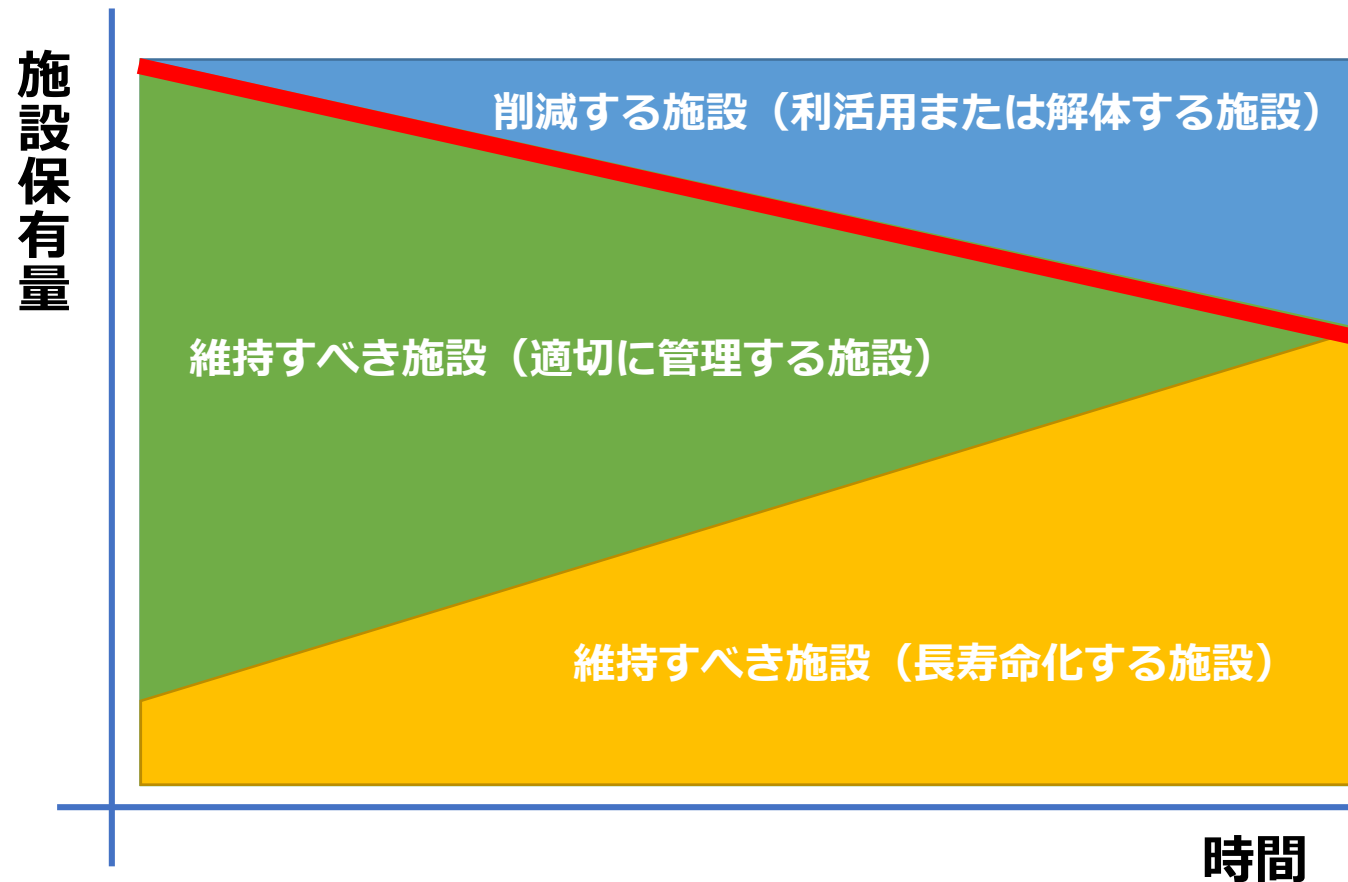 施設保有量
削減する施設（利活用または解体する施設）
維持すべき施設（適切に管理する施設）
維持すべき施設（長寿命化する施設）
時間